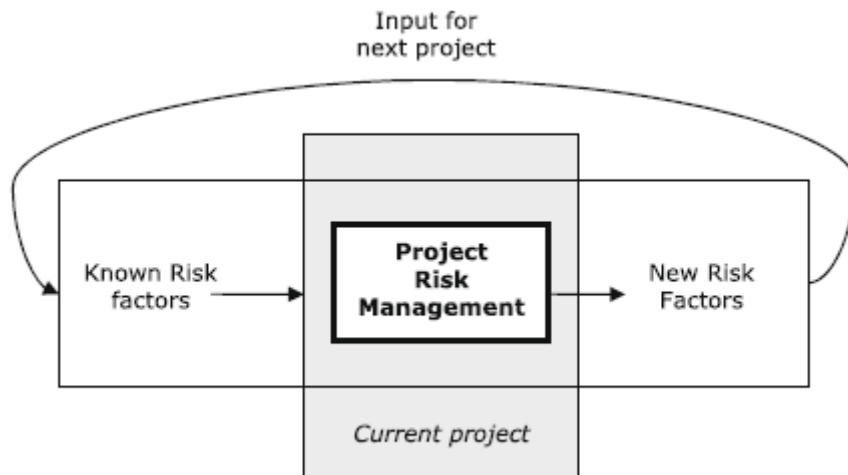 Input for
next project
Known Risk
factors
Project
Risk
Management
New Risk
Factors
Current project